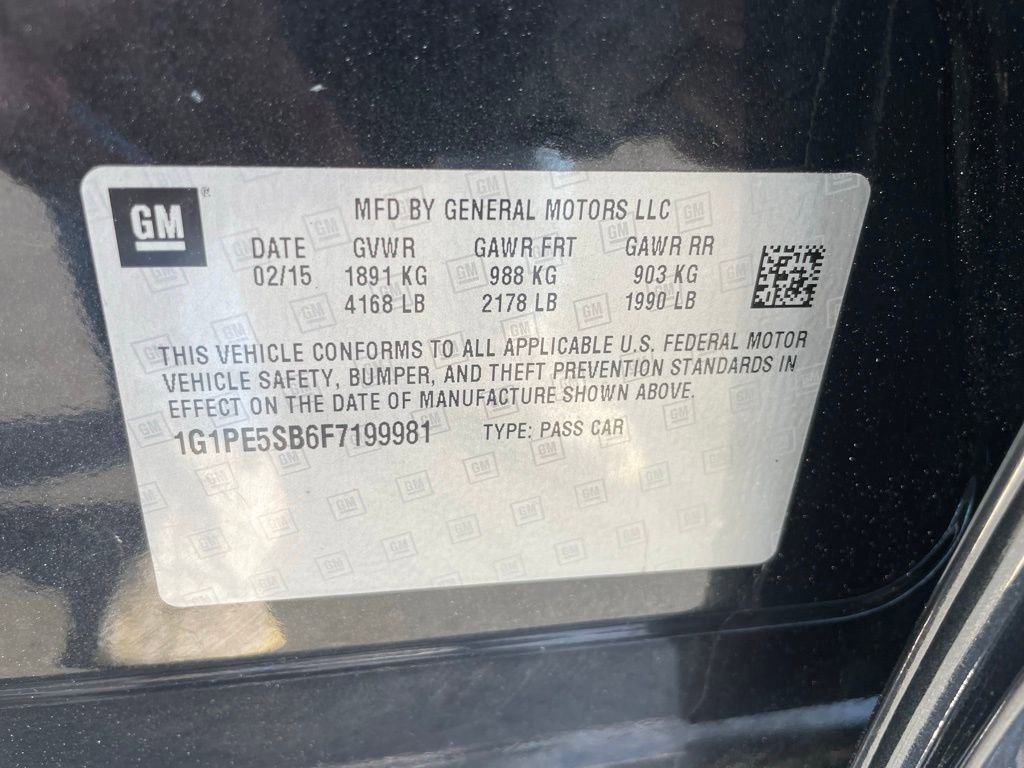 GM ®
MFD BY GENERAL MOTORS LLC
DATE GVWR GAWR FRT GAWR RR
02/15 1891 KG 988 KG 903 KG
4168 LB 2178 LB 1990 LB
THIS VEHICLE CONFORMS TO ALL APPLICABLE U.S. FEDERAL MOTOR
VEHICLE SAFETY, BUMPER, AND THEFT PREVENTION STANDARDS IN
EFFECT ON THE DATE OF MANUFACTURE SHOWN ABOVE.
1G1PE5SB6F7199981 TYPE: PASS CAR